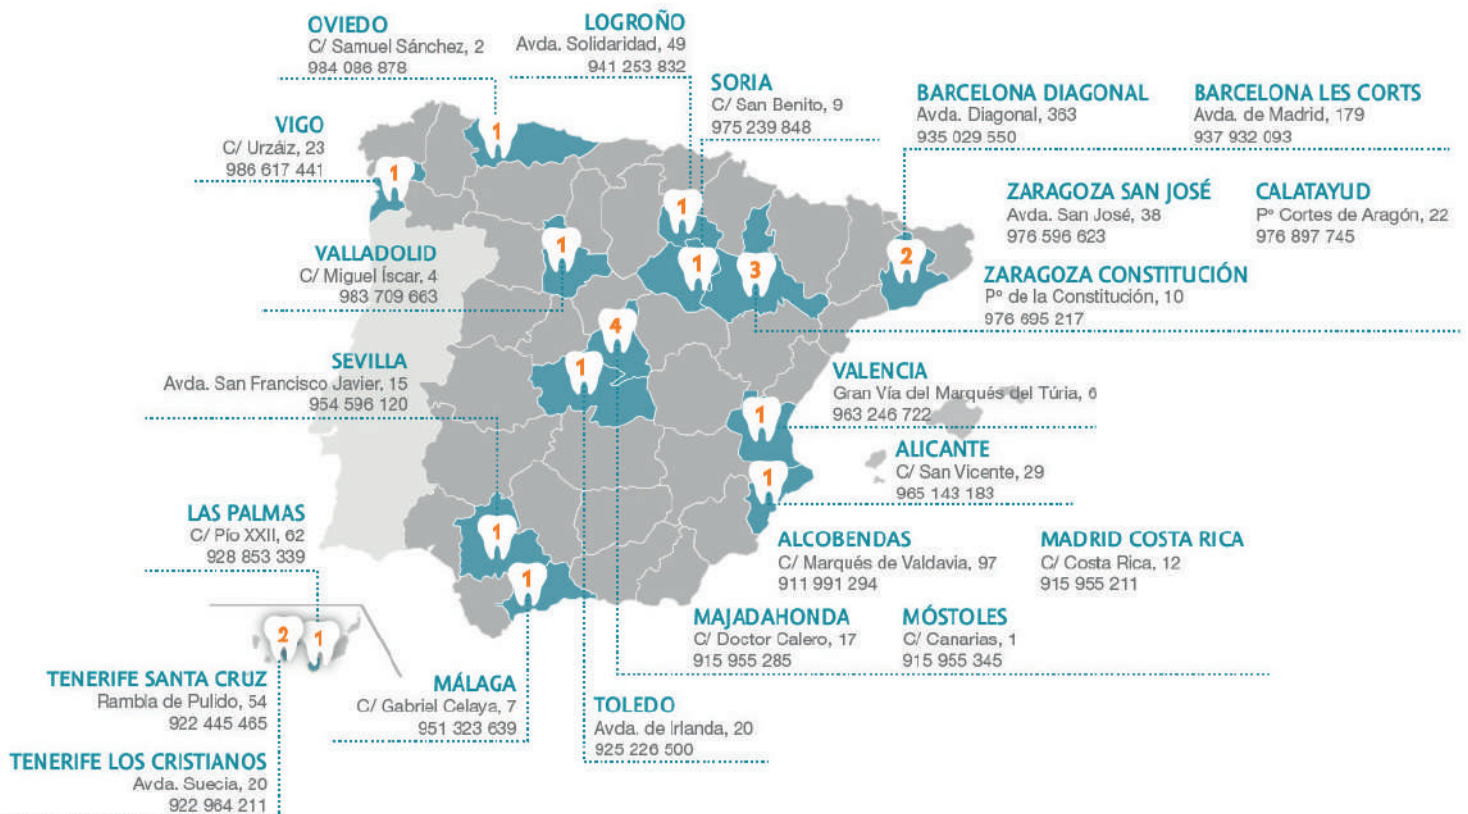 OVIEDO
C/ Samuel Sánchez, 2
984 086 878
LOGROÑO
Avda. Solidaridad, 49
941 253 832
SORIA
C/ San Benito, 9
975 239 848
BARCELONA DIAGONAL
Avda. Diagonal, 363
935 029 550
BARCELONA LES CORTS
Avda. de Madrid, 179
937 932 093
VIGO
C/ Urzáiz, 23
986 617 441
ZARAGOZA SAN JOSÉ
Avda. San José, 38
976 596 623
CALATAYUD
Pº Cortes de Aragón, 22
976 897 745
VALLADOLID
C/ Miguel Íscar, 4
983 709 663
ZARAGOZA CONSTITUCIÓN
Pº de la Constitución, 10
976 695 217
SEVILLA
Avda. San Francisco Javier, 15
954 596 120
VALENCIA
Gran Vía del Marqués del Túria, 6
963 246 722
ALICANTE
C/ San Vicente, 29
965 143 183
LAS PALMAS
C/ Pío XXII, 62
928 853 339
ALCOBENDAS
C/ Marqués de Valdavia, 97
911 991 294
MADRID COSTA RICA
C/ Costa Rica, 12
915 955 211
MAJADAHONDA
C/ Doctor Calero, 17
915 955 285
MÓSTOLES
C/ Canarias, 1
915 955 345
TENERIFE SANTA CRUZ
Rambla de Pulido, 54
922 445 465
MÁLAGA
C/ Gabriel Celaya, 7
951 323 639
TOLEDO
Avda. de Irlanda, 20
925 226 500
TENERIFE LOS CRISTIANOS
Avda. Suecia, 20
922 964 211
1
1
1
1
1
3
2
4
1
1
1
1
1
2
1